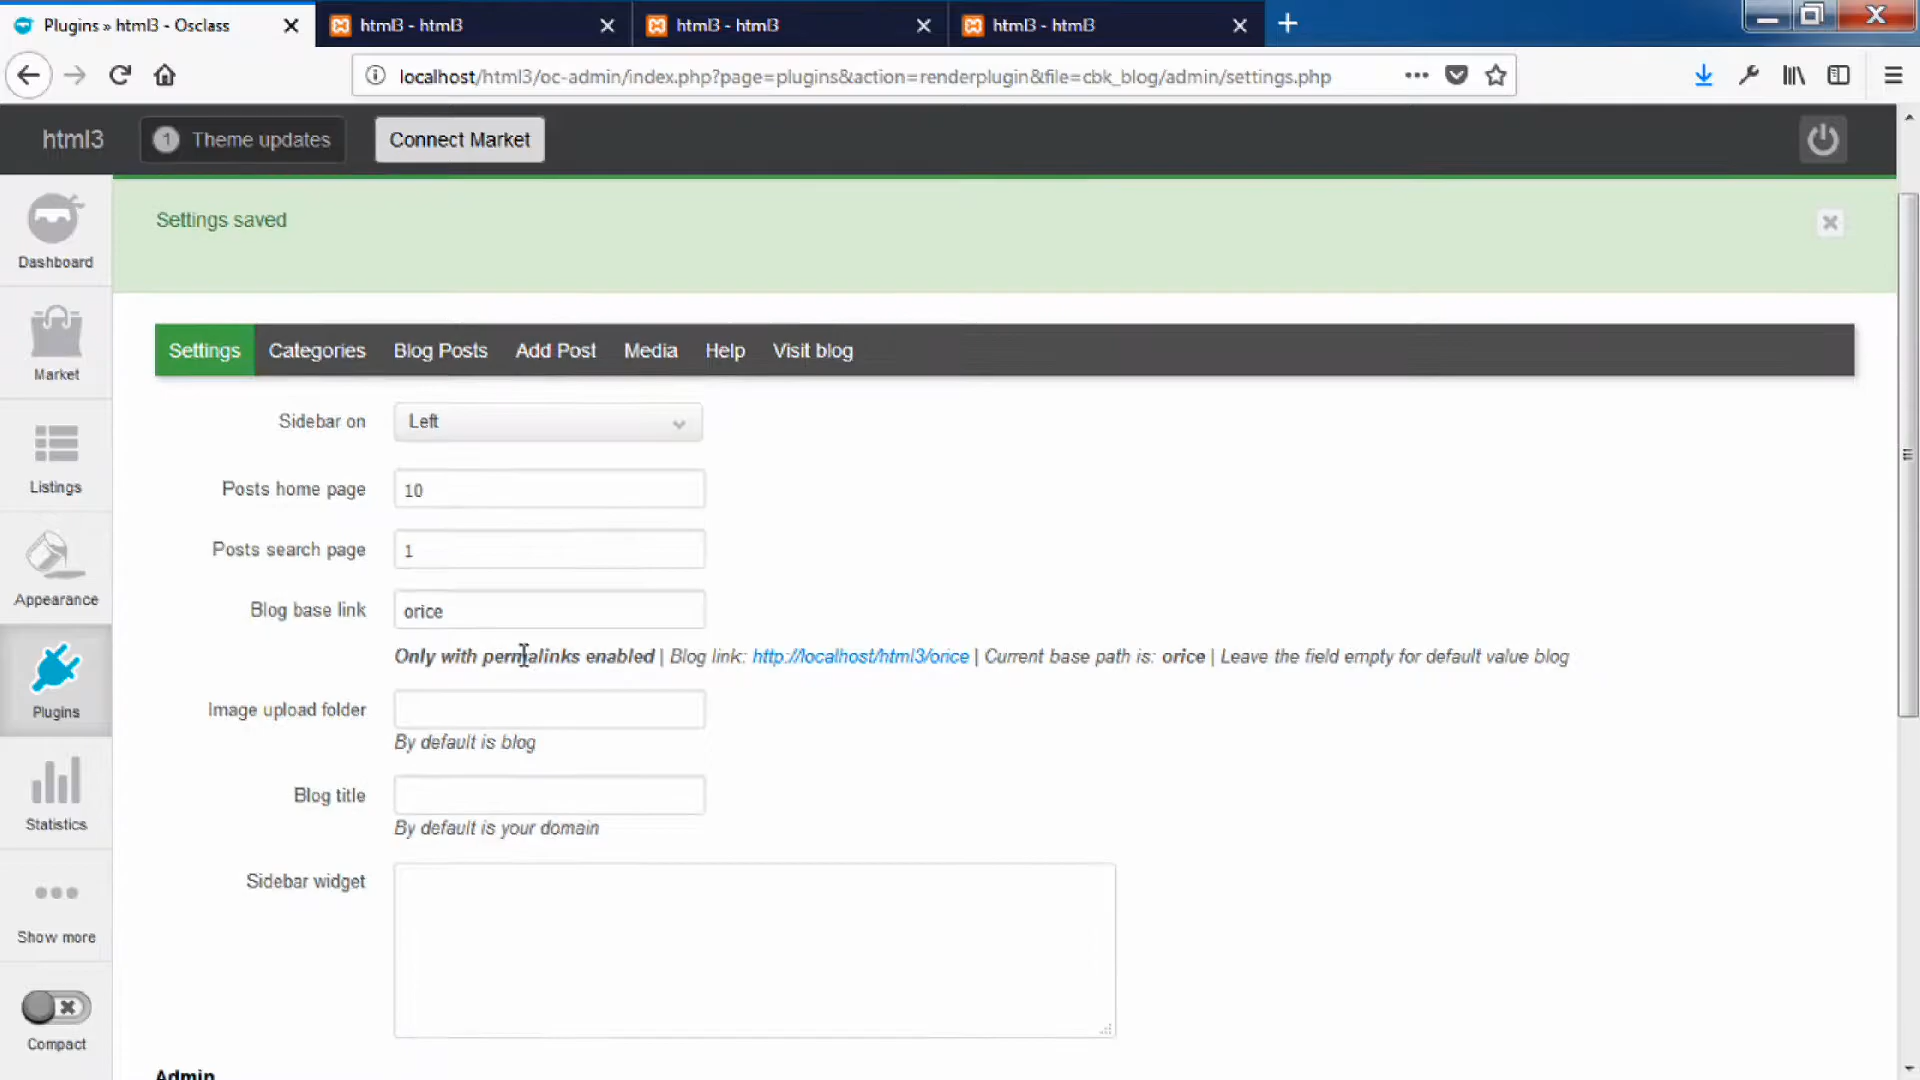 Plugins » html3 - Osclass
html3 - html3
html3 - html3
html3 - html3
localhost/html3/oc-admin/index.php?page=plugins&action=renderplugin&file=cbk_blog/admin/settings.php
html3
1 Theme updates
Connect Market
Settings saved
Dashboard
Market
Listings
Appearance
Plugins
Statistics
Show more
Compact
Settings Categories Blog Posts Add Post Media Help Visit blog
Sidebar on Left
Posts home page 10
Posts search page 1
Blog base link orice
Only with permalinks enabled | Blog link: http://localhost/html3/orice | Current base path is: orice | Leave the field empty for default value blog
Image upload folder
By default is blog
Blog title
By default is your domain
Sidebar widget
Admin